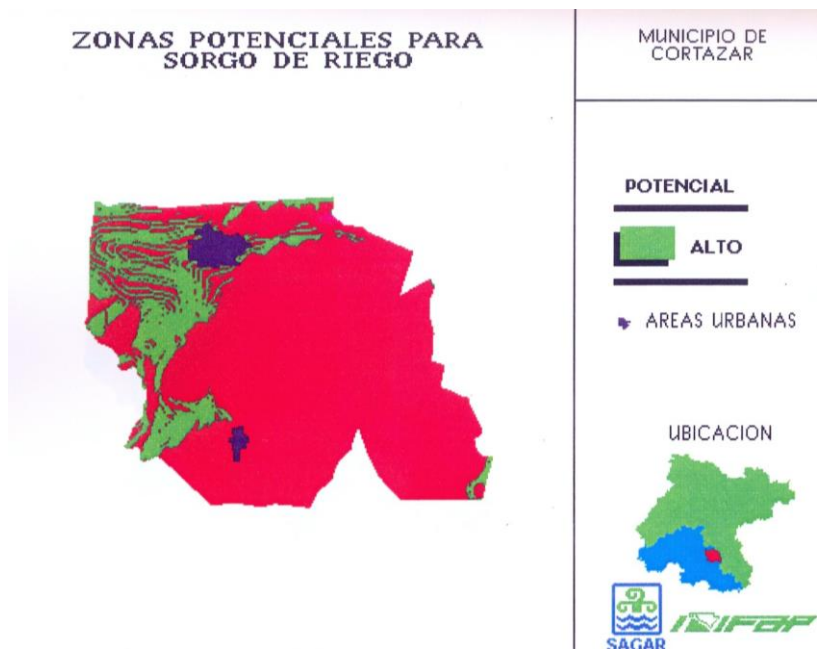 ZONAS POTENCIALES PARA
SORGO DE RIEGO
MUNICIPIO DE
CORTAZAR
POTENCIAL
ALTO
AREAS URBANAS
UBICACION
SAGAR
INIFAP